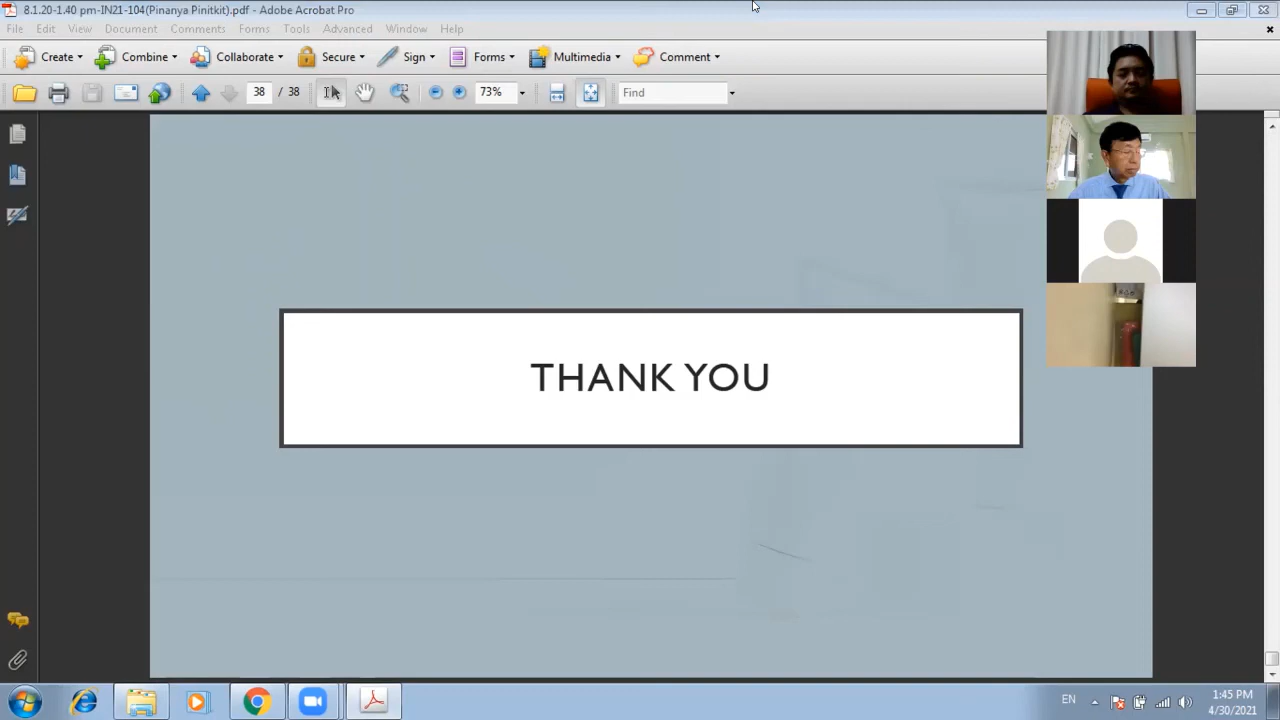 8.1.20-1.40 pm-IN21-104(Pinanya Pinitkit).pdf - Adobe Acrobat Pro
File Edit View Document Comments Forms Tools Advanced Window Help
Create Combine Collaborate Secure Sign Forms Multimedia Comment
38 / 38 73% Find
THANK YOU
EN
1:45 PM
4/30/2021